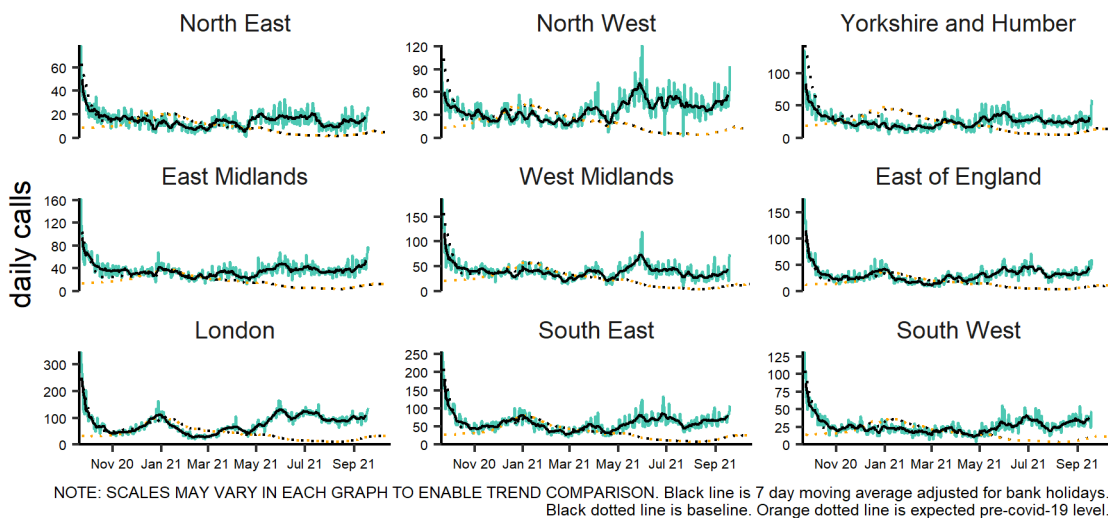 North East
North West
Yorkshire and Humber
60
40
20
0
120
90
60
30
0
100
50
0
daily calls
East Midlands
West Midlands
East of England
160
120
80
40
0
150
100
50
0
150
100
50
0
London
South East
South West
300
200
100
0
250
200
150
100
50
0
125
100
75
50
25
0
Nov 20 Jan 21 Mar 21 May 21 Jul 21 Sep 21
Nov 20 Jan 21 Mar 21 May 21 Jul 21 Sep 21
Nov 20 Jan 21 Mar 21 May 21 Jul 21 Sep 21
NOTE: SCALES MAY VARY IN EACH GRAPH TO ENABLE TREND COMPARISON. Black line is 7 day moving average adjusted for bank holidays.
Black dotted line is baseline. Orange dotted line is expected pre-covid-19 level.